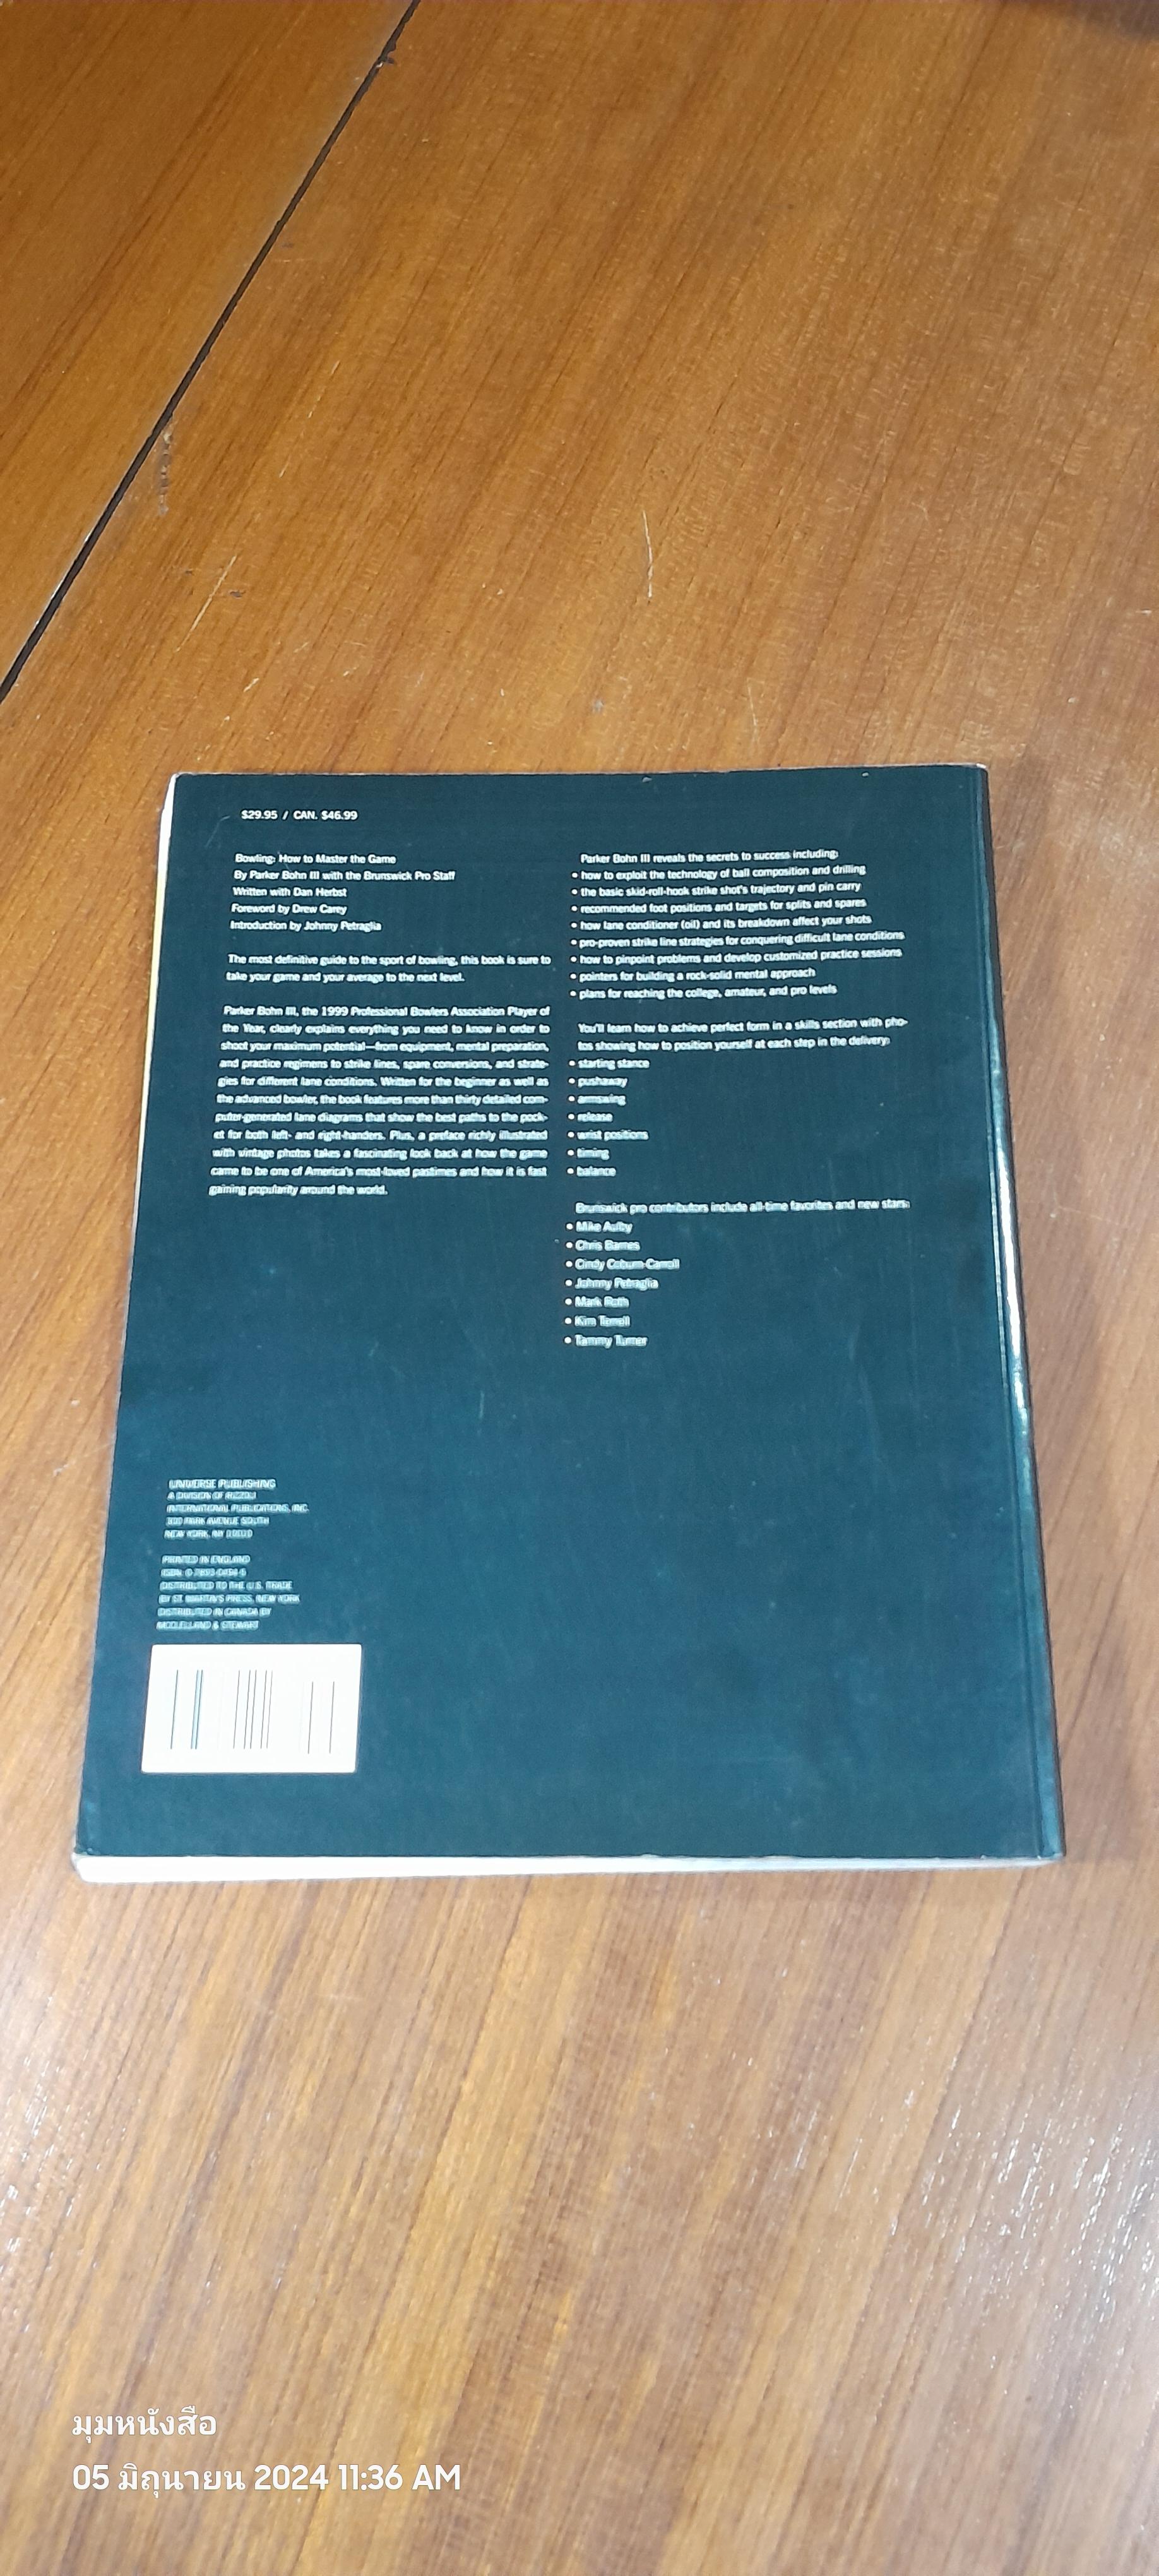 $29.95 / CAN. $46.99
Bowling: How to Master the Game
By Parker Bohn III with the Brunswick Pro Staff
Written with Dan Herbst
Foreword by Drew Carey
Introduction by Johnny Petraglia
The most definitive guide to the sport of bowling, this book is sure to
take your game and your average to the next level.
Parker Bohn III, the 1999 Professional Bowlers Association Player of
the Year, clearly explains everything you need to know in order to
shoot your maximum potential—from equipment, mental preparation,
and practice regimens to strike lines, spare conversions, and strate-
gies for different lane conditions. Written for the beginner as well as
the advanced bowler, the book features more than thirty detailed com-
puter-generated lane diagrams that show the best paths to the pock-
et for both left- and right-handers. Plus, a preface richly illustrated
with vintage photos takes a fascinating look back at how the game
came to be one of America's most-loved pastimes and how it is fast
gaining popularity around the world.
Parker Bohn III reveals the secrets to success including:
• how to exploit the technology of ball composition and drilling
• the basic skid-roll-hook strike shot's trajectory and pin carry
• recommended foot positions and targets for splits and spares
• how lane conditioner (oil) and its breakdown affect your shots
• pro-proven strike line strategies for conquering difficult lane conditions
• how to pinpoint problems and develop customized practice sessions
• pointers for building a rock-solid mental approach
• plans for reaching the college, amateur, and pro levels
You'll learn how to achieve perfect form in a skills section with pho-
tos showing how to position yourself at each step in the delivery:
• starting stance
• pushaway
• armswing
• release
• wrist positions
• timing
• balance
Brunswick pro contributors include all-time favorites and new stars:
• Mike Aulby
• Chris Barnes
• Cindy Coburn-Carroll
• Johnny Petraglia
• Mark Roth
• Kim Terrell
• Tammy Turner
UNIVERSE PUBLISHING
A DIVISION OF RIZZOLI
INTERNATIONAL PUBLICATIONS, INC.
300 PARK AVENUE SOUTH
NEW YORK, NY 10010
PRINTED IN ENGLAND
ISBN:
DISTRIBUTED TO THE U.S. TRADE
BY ST. MARTIN'S PRESS, NEW YORK
DISTRIBUTED IN CANADA BY
MCCLELLAND & STEWART
มุมหนังสือ
05 มิถุนายน 2024 11:36 AM